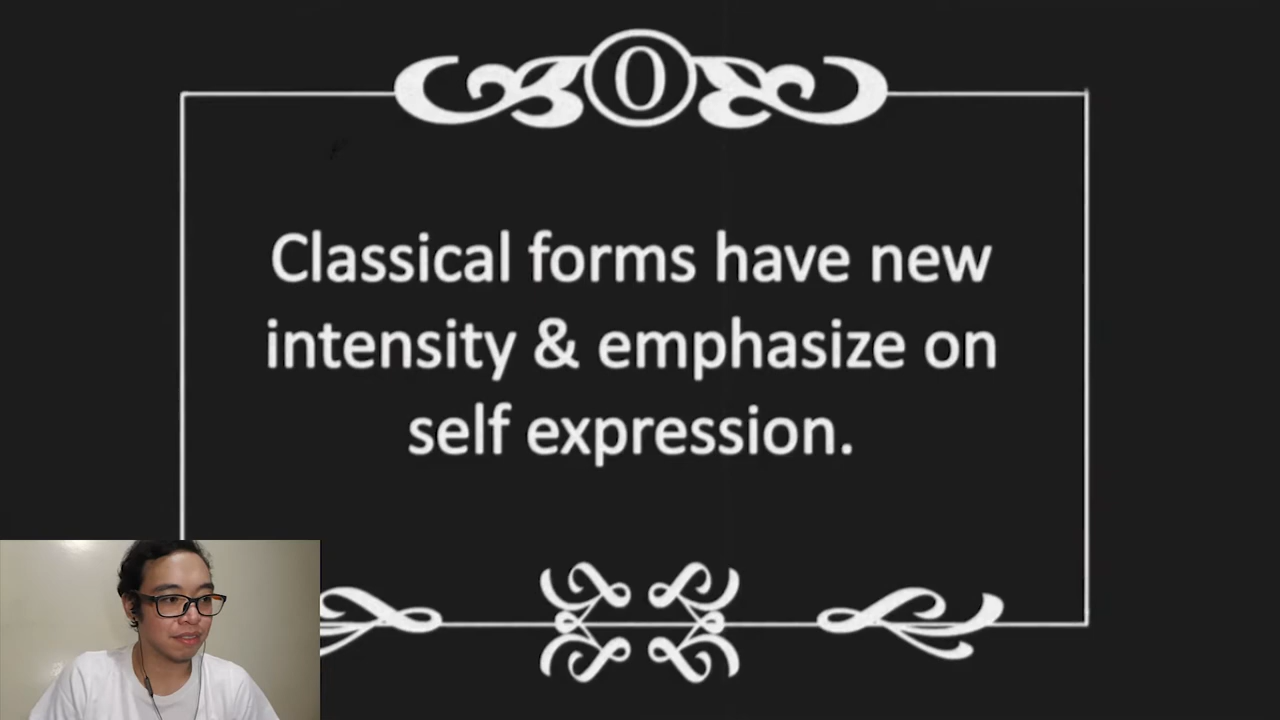 O
Classical forms have new
intensity & emphasize on
self expression.